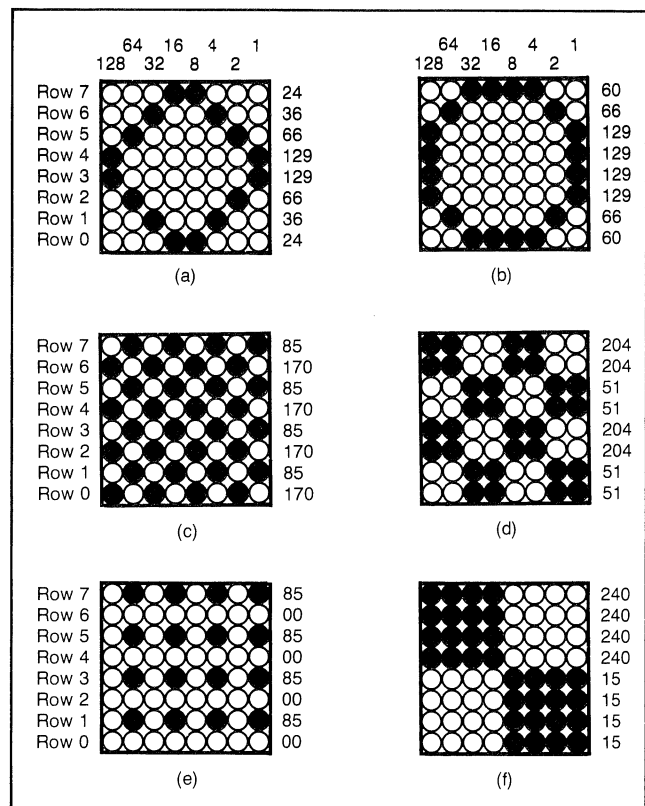 64 16 4 1
128 32 8 2
Row 7 24
Row 6 36
Row 5 66
Row 4 129
Row 3 129
Row 2 66
Row 1 36
Row 0 24
(a)
64 16 4 1
128 32 8 2
60
66
129
129
129
129
66
60
(b)
Row 7 85
Row 6 170
Row 5 85
Row 4 170
Row 3 85
Row 2 170
Row 1 85
Row 0 170
(c)
204
204
51
51
204
204
51
51
(d)
Row 7 85
Row 6 00
Row 5 85
Row 4 00
Row 3 85
Row 2 00
Row 1 85
Row 0 00
(e)
240
240
240
240
15
15
15
15
(f)